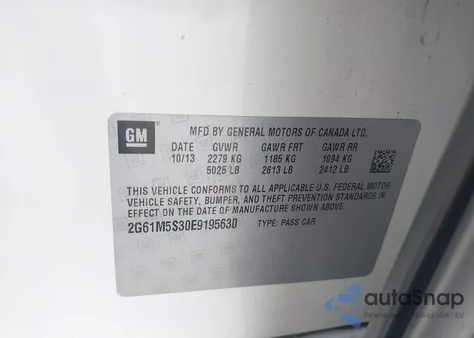 GM
MFD BY GENERAL MOTORS OF CANADA LTD.
DATE GVWR GAWR FRT GAWR RR
10/13 2279 KG 1185 KG 1094 KG
5025 LB 2613 LB 2412 LB
THIS VEHICLE CONFORMS TO ALL APPLICABLE U.S. FEDERAL MOTOR
VEHICLE SAFETY, BUMPER, AND THEFT PREVENTION STANDARDS IN
EFFECT ON THE DATE OF MANUFACTURE SHOWN ABOVE.
2G61M5S30E9195630 TYPE: PASS CAR
autoSnap